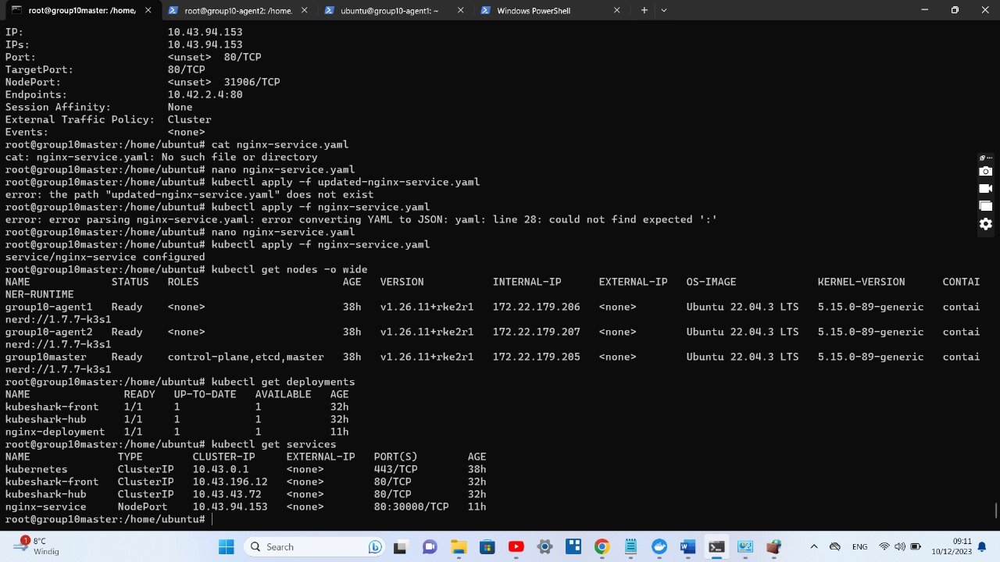 root@group10master: /home/
root@group10-agent2: /home.
ubuntu@group10-agent1: ~
Windows PowerShell
IP: 10.43.94.153
IPs: 10.43.94.153
Port: <unset> 80/TCP
TargetPort: 80/TCP
NodePort: <unset> 31906/TCP
Endpoints: 10.42.2.4:80
Session Affinity: None
External Traffic Policy: Cluster
Events: <none>
root@group10master:/home/ubuntu# cat nginx-service.yaml
cat: nginx-service.yaml: No such file or directory
root@group10master:/home/ubuntu# nano nginx-service.yaml
root@group10master:/home/ubuntu# kubectl apply -f updated-nginx-service.yaml
error: the path "updated-nginx-service.yaml" does not exist
root@group10master:/home/ubuntu# kubectl apply -f nginx-service.yaml
error: error parsing nginx-service.yaml: error converting YAML to JSON: yaml: line 28: could not find expected ':'
root@group10master:/home/ubuntu# nano nginx-service.yaml
root@group10master:/home/ubuntu# kubectl apply -f nginx-service.yaml
service/nginx-service configured
root@group10master:/home/ubuntu# kubectl get nodes -o wide
NAME STATUS ROLES AGE VERSION INTERNAL-IP EXTERNAL-IP OS-IMAGE KERNEL-VERSION CONTAI
NER-RUNTIME
group10-agent1 Ready <none> 38h v1.26.11+rke2r1 172.22.179.206 <none> Ubuntu 22.04.3 LTS 5.15.0-89-generic contai
nerd://1.7.7-k3s1
group10-agent2 Ready <none> 38h v1.26.11+rke2r1 172.22.179.207 <none> Ubuntu 22.04.3 LTS 5.15.0-89-generic contai
nerd://1.7.7-k3s1
group10master Ready control-plane,etcd,master 38h v1.26.11+rke2r1 172.22.179.205 <none> Ubuntu 22.04.3 LTS 5.15.0-89-generic contai
nerd://1.7.7-k3s1
root@group10master:/home/ubuntu# kubectl get deployments
NAME READY UP-TO-DATE AVAILABLE AGE
kubeshark-front 1/1 1 1 32h
kubeshark-hub 1/1 1 1 32h
nginx-deployment 1/1 1 1 11h
root@group10master:/home/ubuntu# kubectl get services
NAME TYPE CLUSTER-IP EXTERNAL-IP PORT(S) AGE
kubernetes ClusterIP 10.43.0.1 <none> 443/TCP 38h
kubeshark-front ClusterIP 10.43.196.12 <none> 80/TCP 32h
kubeshark-hub ClusterIP 10.43.43.72 <none> 80/TCP 32h
nginx-service NodePort 10.43.94.153 <none> 80:30000/TCP 11h
root@group10master:/home/ubuntu#
1
8°C
Windig
Search
ENG
09:11
10/12/2023